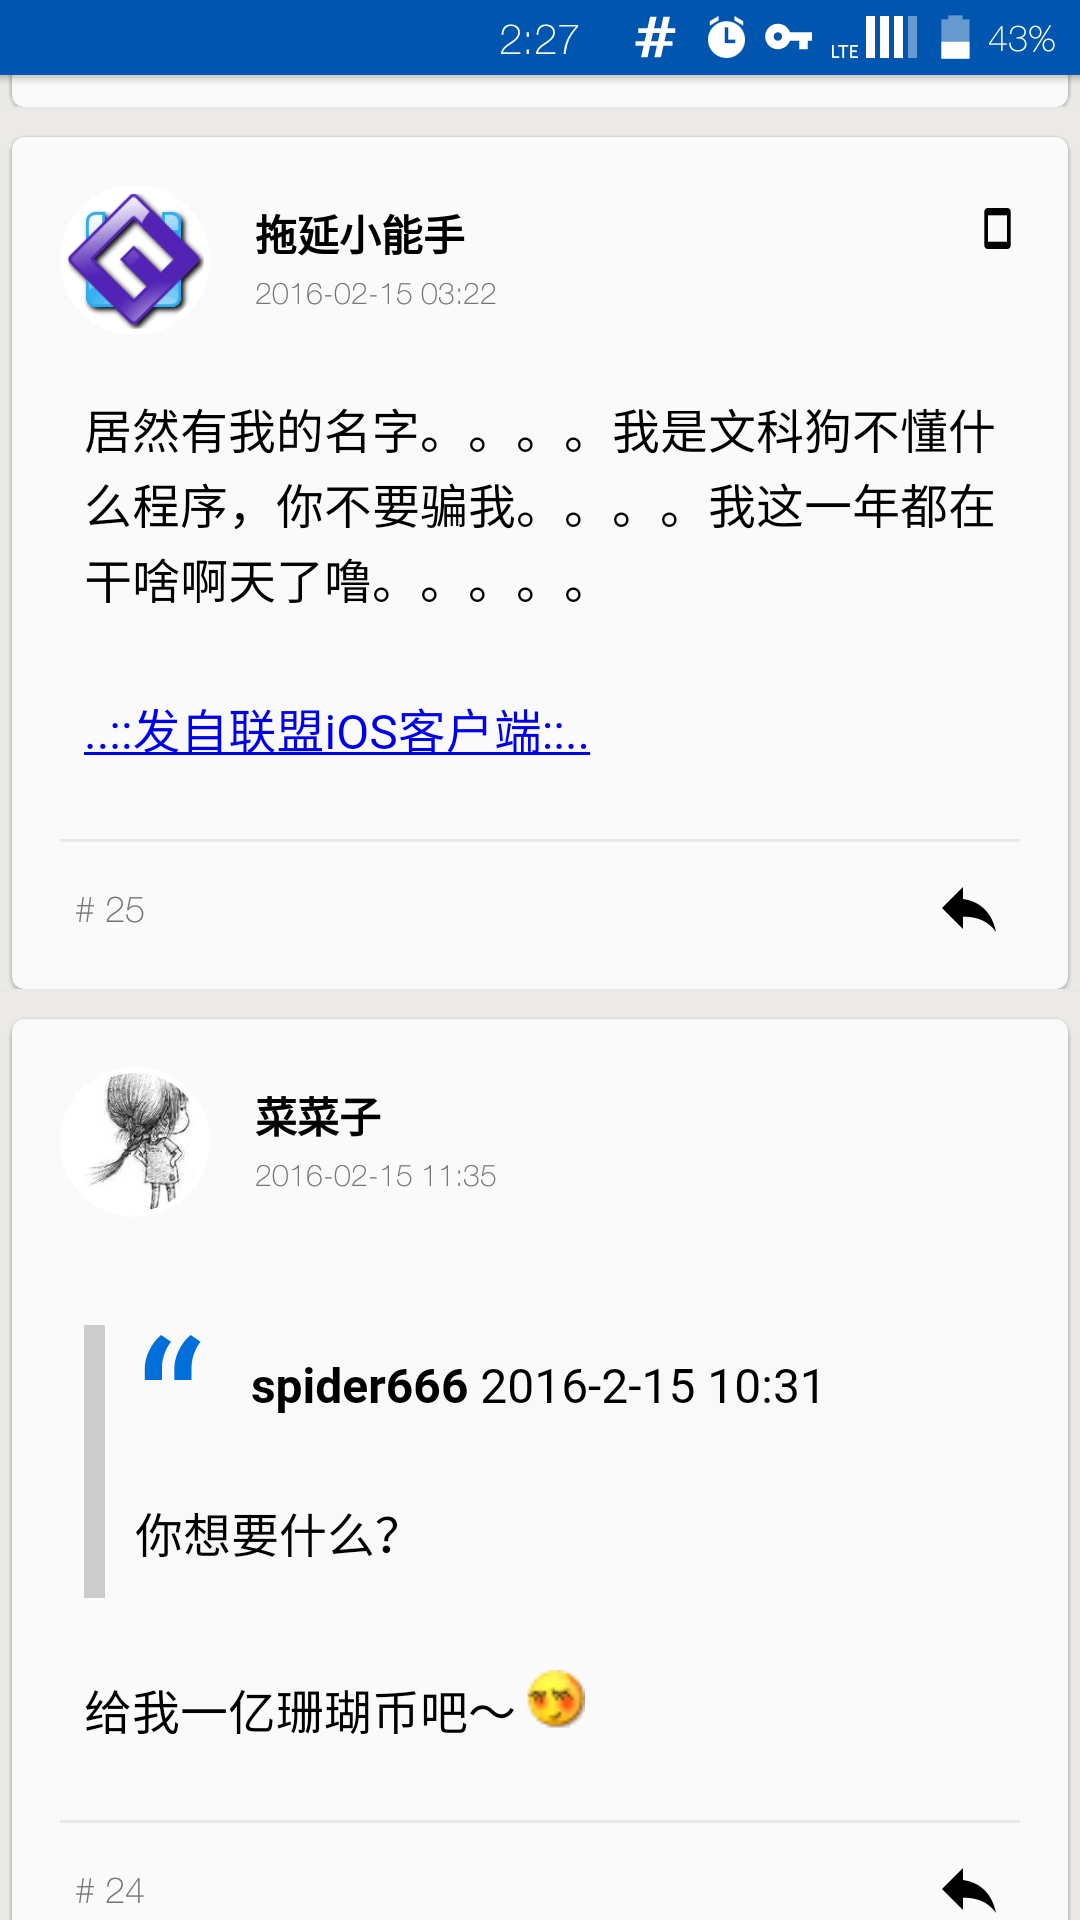 2:27 # LTE 43%
拖延小能手
2016-02-15 03:22
居然有我的名字。。。。我是文科狗不懂什
么程序，你不要骗我。。。。我这一年都在
干啥啊天了噜。。。。。
..::发自联盟iOS客户端::..
# 25
菜菜子
2016-02-15 11:35
“ spider666 2016-2-15 10:31
你想要什么？
给我一亿珊瑚币吧～
# 24